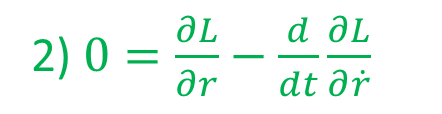 2) 0 = ∂L/∂r − d/dt ∂L/∂ṙ